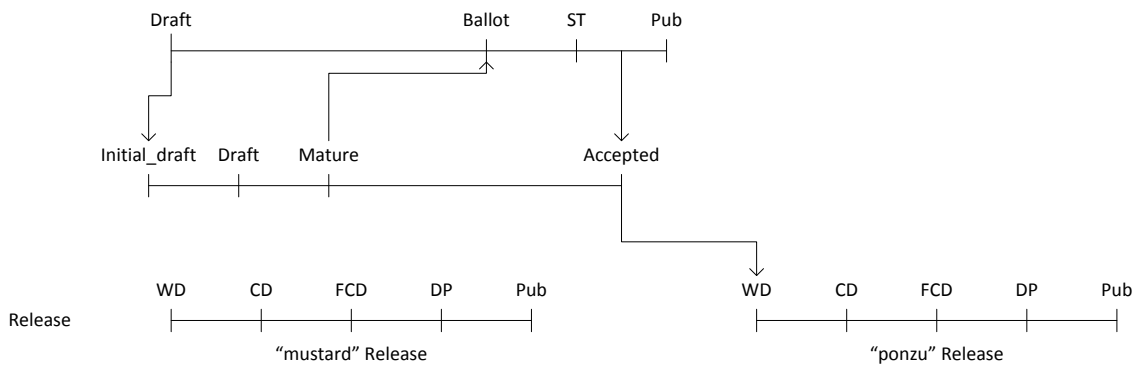 Draft Ballot ST Pub
Initial_draft Draft Mature Accepted
WD CD FCD DP Pub WD CD FCD DP Pub
Release
“mustard” Release “ponzu” Release